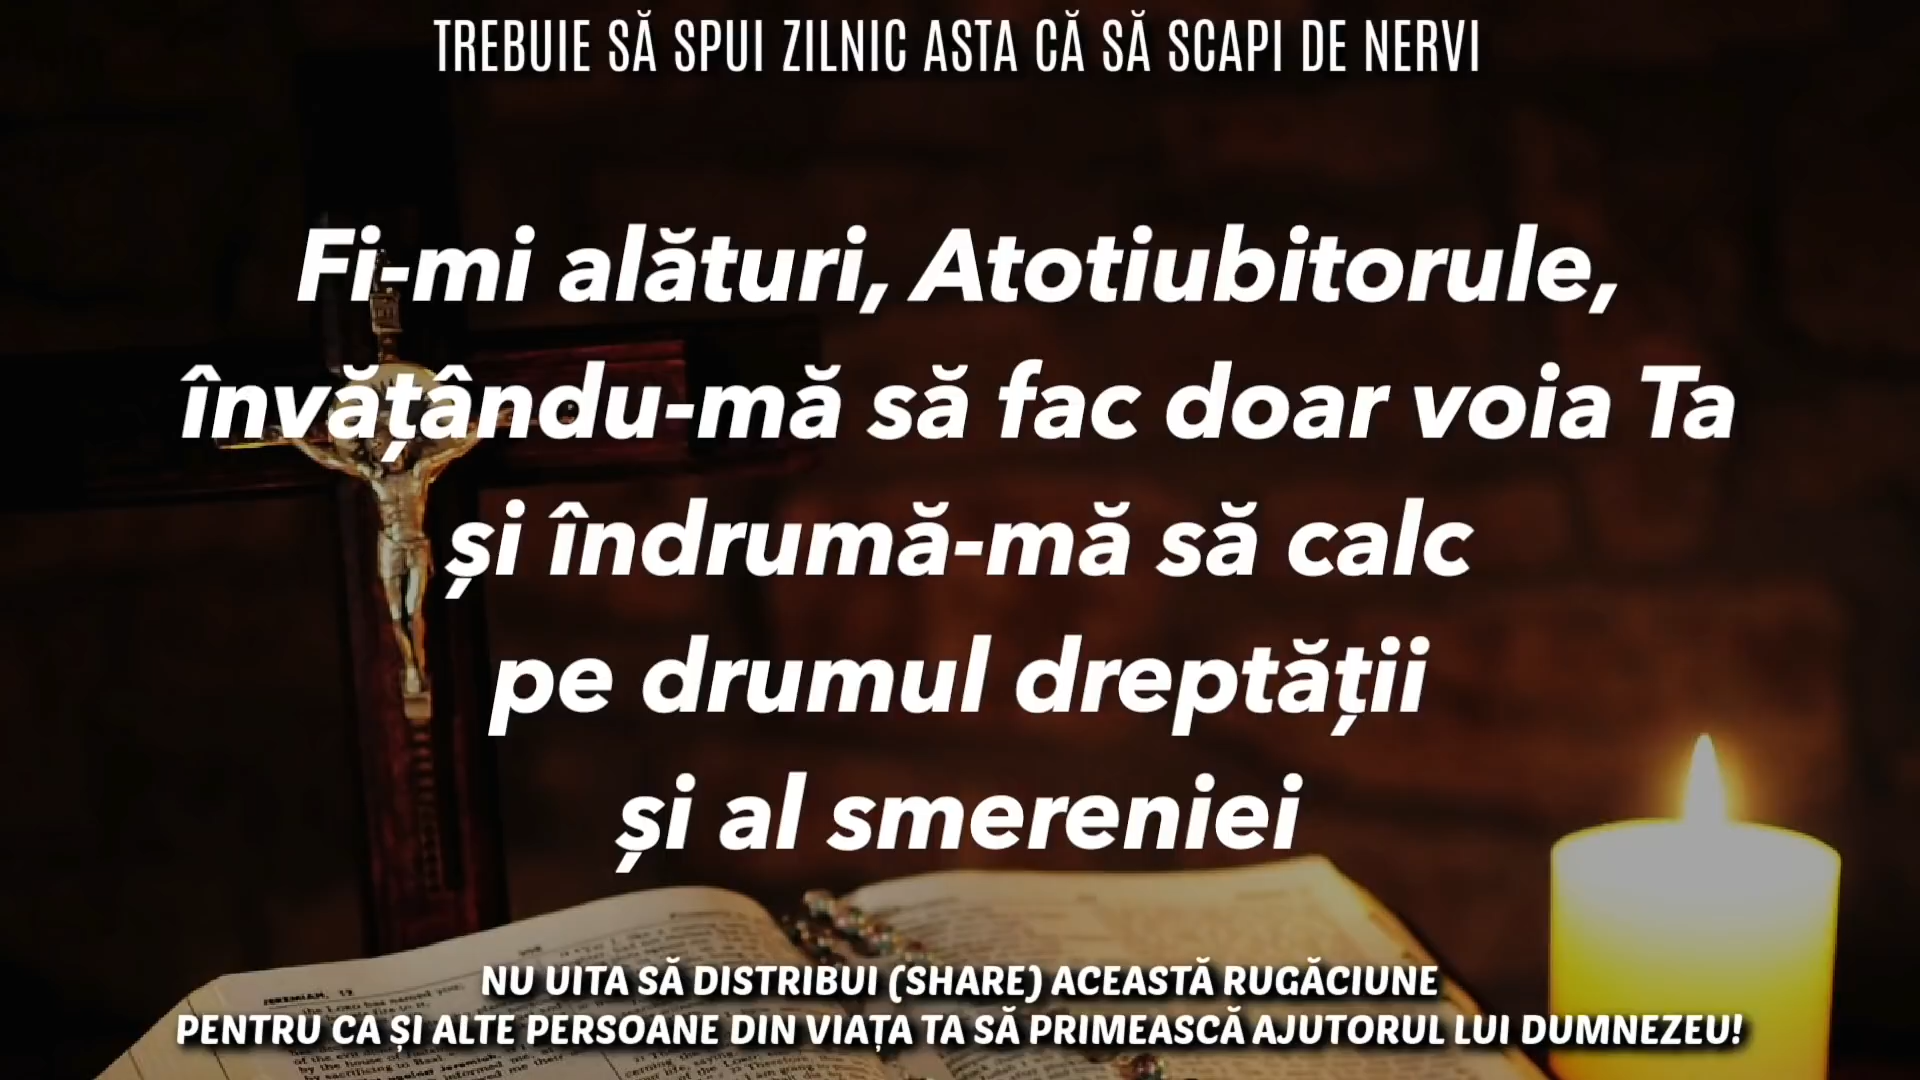 TREBUIE SĂ SPUI ZILNIC ASTA CĂ SĂ SCAPI DE NERVI
Fi-mi alături, Atotiubitorule,
învățându-mă să fac doar voia Ta
și îndrumă-mă să calc
pe drumul dreptății
și al smereniei
JEREMIAH, 12
NU UITA SĂ DISTRIBUI (SHARE) ACEASTĂ RUGĂCIUNE
PENTRU CA ȘI ALTE PERSOANE DIN VIAȚA TA SĂ PRIMEASCĂ AJUTORUL LUI DUMNEZEU!